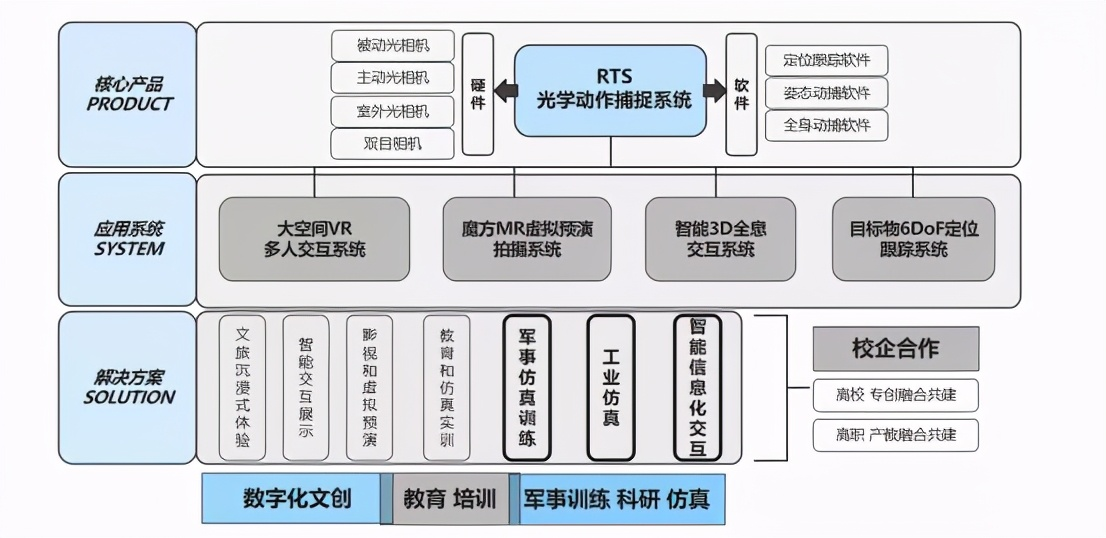 核心产品
PRODUCT
被动光相机
主动光相机
室外光相机
双目相机
硬件
RTS
光学动作捕捉系统
软件
定位跟踪软件
姿态动捕软件
全身动捕软件
应用系统
SYSTEM
大空间VR
多人交互系统
魔方MR虚拟预演
拍摄系统
智能3D全息
交互系统
目标物6DoF定位
跟踪系统
解决方案
SOLUTION
文旅沉浸式体验
智能交互展示
影视和虚拟预演
教育和仿真实训
军事仿真训练
工业仿真
智能信息化交互
校企合作
高校 专创融合共建
高职 产教融合共建
数字化文创
教育 培训
军事训练 科研 仿真